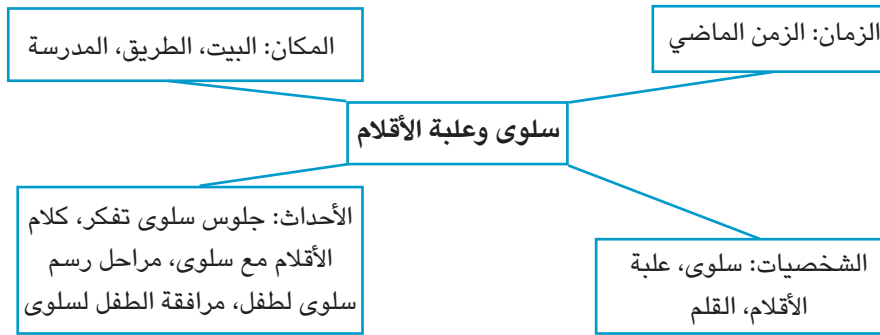 الزمان: الزمن الماضي
المكان: البيت، الطريق، المدرسة
سلوى وعلبة الأقلام
الشخصيات: سلوى، علبة
الأقلام، القلم
الأحداث: جلوس سلوى تفكر، كلام
الأقلام مع سلوى، مراحل رسم
سلوى لطفل، مرافقة الطفل لسلوى